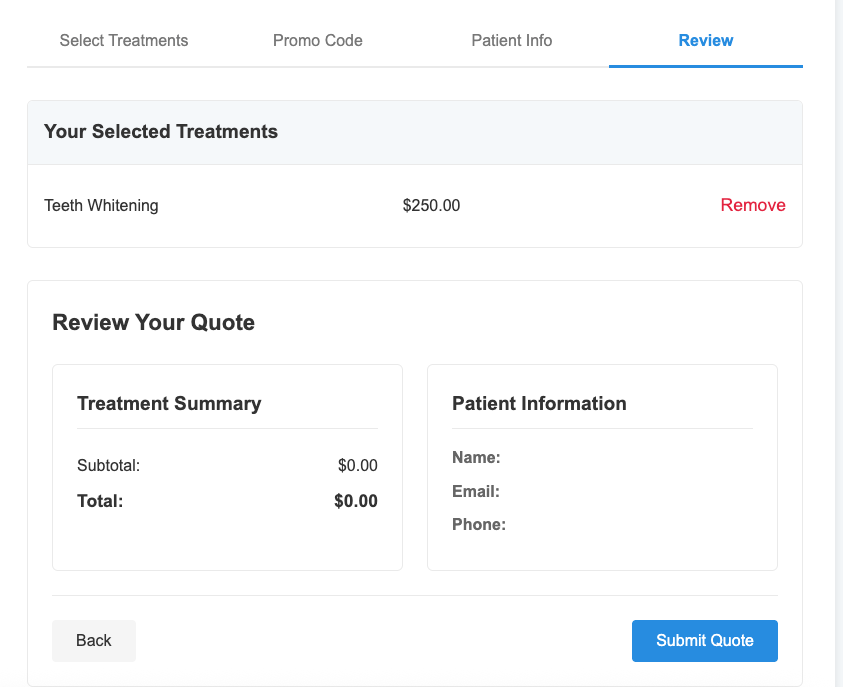 Select Treatments Promo Code Patient Info Review
Your Selected Treatments
Teeth Whitening $250.00 Remove
Review Your Quote
Treatment Summary
Subtotal: $0.00
Total: $0.00
Patient Information
Name:
Email:
Phone:
Back Submit Quote